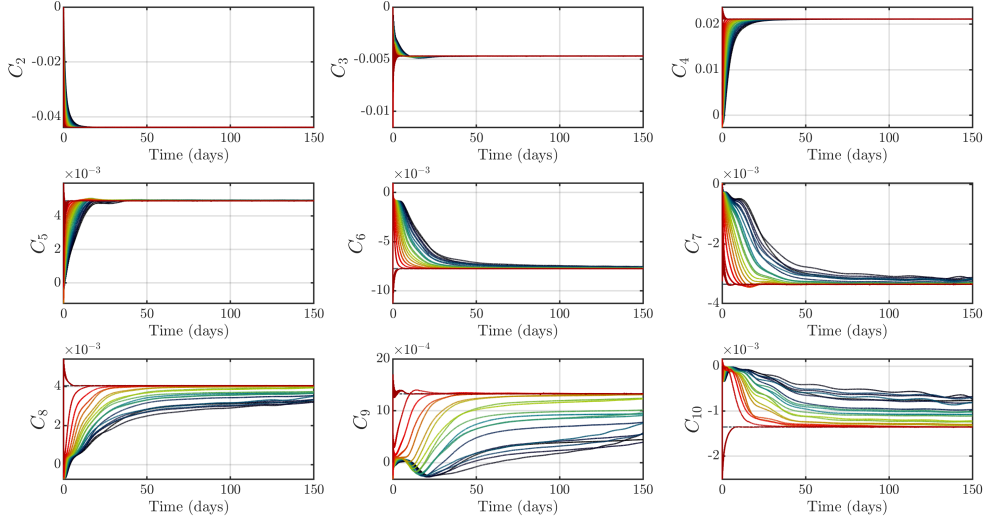 0 0 0.02
-0.02 -0.005 0.01
-0.04 -0.01 0
C2 C3 C4
0 50 100 150 0 50 100 150 0 50 100 150
Time (days) Time (days) Time (days)
×10−3 ×10−3 ×10−3
4 0 0
2 -5 -2
0 -10 -4
C5 C6 C7
0 50 100 150 0 50 100 150 0 50 100 150
Time (days) Time (days) Time (days)
×10−3 ×10−4 ×10−3
4 20 0
2 10 -1
0 0 -2
C8 C9 C10
0 50 100 150 0 50 100 150 0 50 100 150
Time (days) Time (days) Time (days)